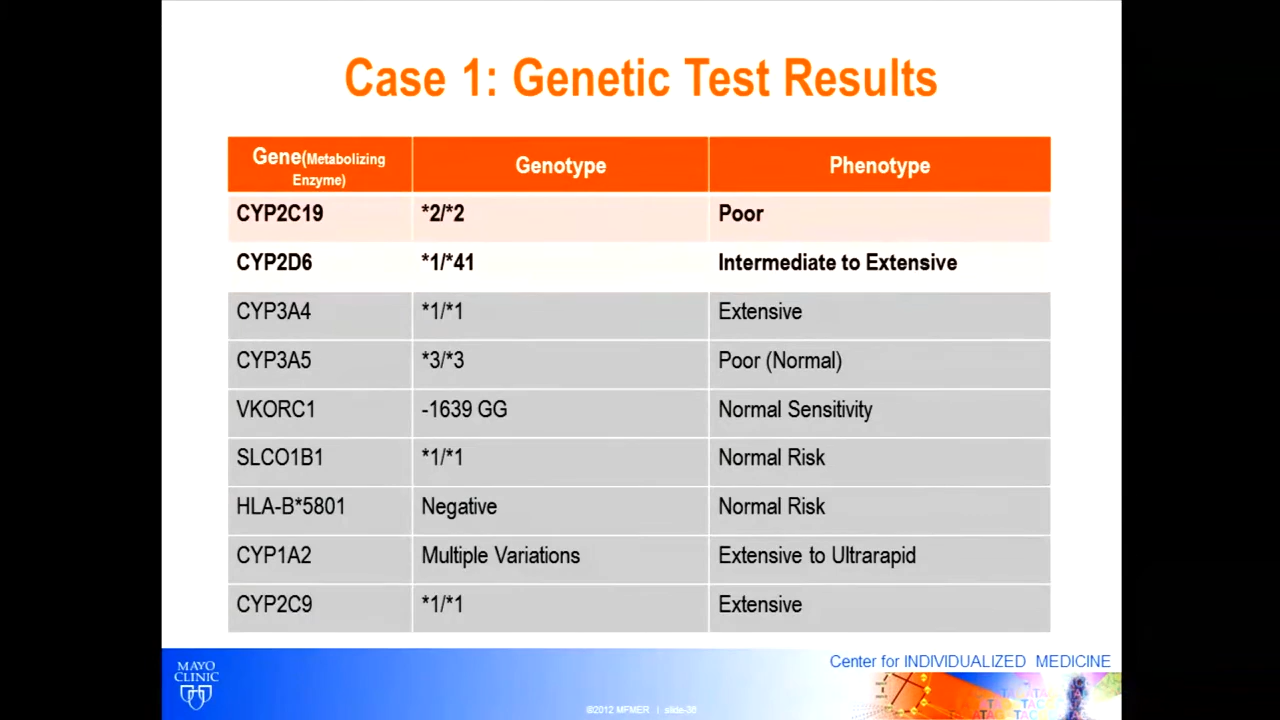 Case 1: Genetic Test Results
Gene(Metabolizing Enzyme) Genotype Phenotype
CYP2C19 *2/*2 Poor
CYP2D6 *1/*41 Intermediate to Extensive
CYP3A4 *1/*1 Extensive
CYP3A5 *3/*3 Poor (Normal)
VKORC1 -1639 GG Normal Sensitivity
SLCO1B1 *1/*1 Normal Risk
HLA-B*5801 Negative Normal Risk
CYP1A2 Multiple Variations Extensive to Ultrarapid
CYP2C9 *1/*1 Extensive
Center for INDIVIDUALIZED MEDICINE
MAYO
CLINIC
©2012 MFMER | slide-38